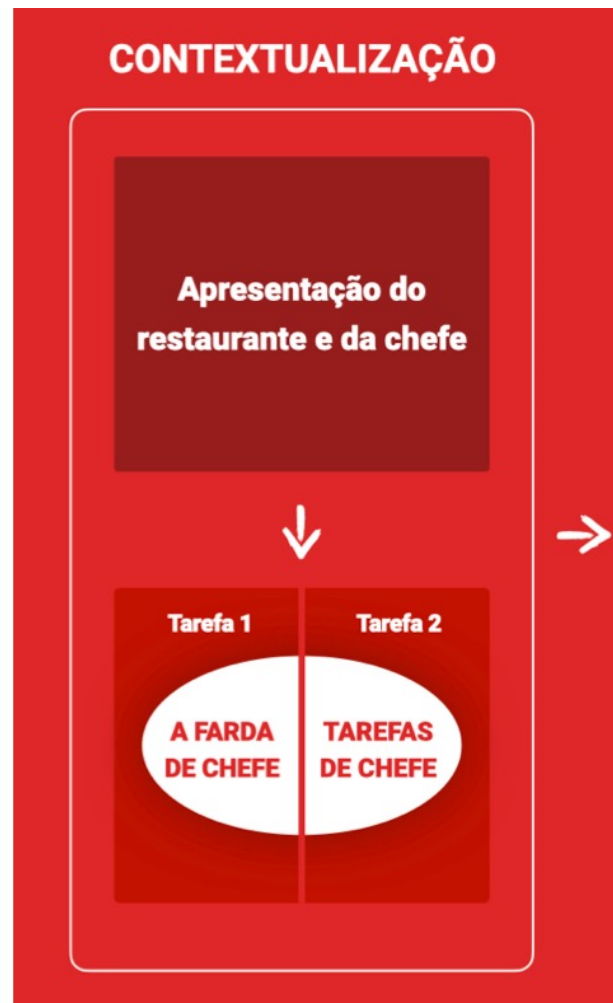 CONTEXTUALIZAÇÃO
Apresentação do
restaurante e da chefe
Tarefa 1
Tarefa 2
A FARDA
DE CHEFE
TAREFAS
DE CHEFE